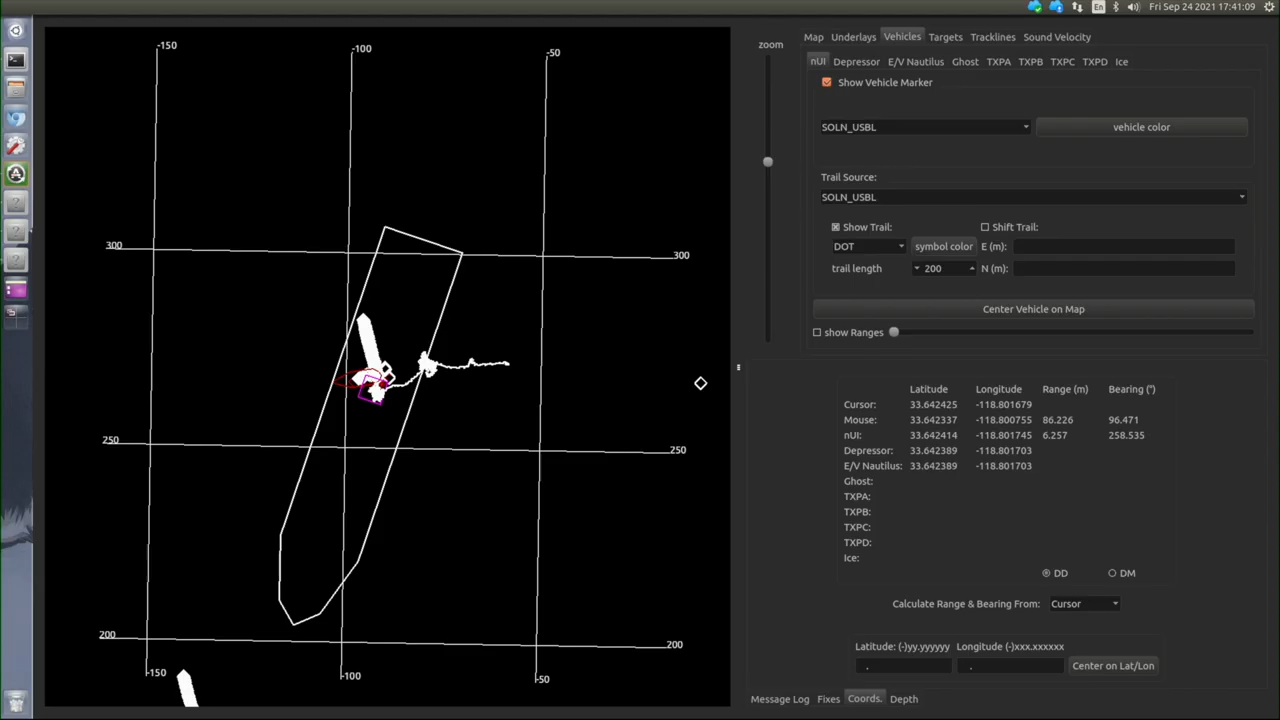 En Fri Sep 24 2021 17:41:09
-150 -100 -50
300 300
250 250
200 200
-150 -100 -50
zoom
Map Underlays Vehicles Targets Tracklines Sound Velocity
nUI Depressor E/V Nautilus Ghost TXPA TXPB TXPC TXPD Ice
Show Vehicle Marker
SOLN_USBL vehicle color
Trail Source:
SOLN_USBL
Show Trail: Shift Trail:
DOT symbol color E (m):
trail length 200 N (m):
Center Vehicle on Map
show Ranges
Latitude Longitude Range (m) Bearing (°)
Cursor: 33.642425 -118.801679
Mouse: 33.642337 -118.800755 86.226 96.471
nUI: 33.642414 -118.801745 6.257 258.535
Depressor: 33.642389 -118.801703
E/V Nautilus: 33.642389 -118.801703
Ghost:
TXPA:
TXPB:
TXPC:
TXPD:
Ice:
DD DM
Calculate Range & Bearing From: Cursor
Latitude: (-)yy.yyyyyy Longitude (-)xxx.xxxxxx
. . Center on Lat/Lon
Message Log Fixes Coords. Depth